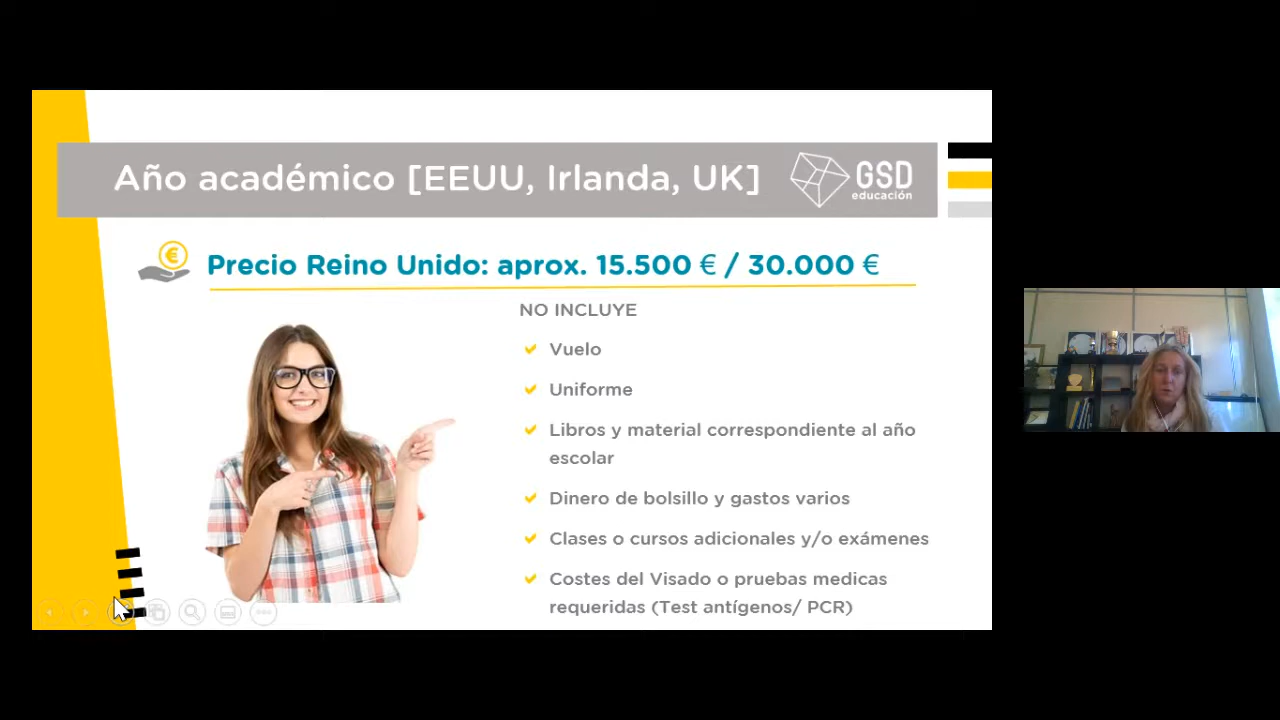 Año académico [EEUU, Irlanda, UK]
GSD
educación
€
Precio Reino Unido: aprox. 15.500 € / 30.000 €
NO INCLUYE
Vuelo
Uniforme
Libros y material correspondiente al año
escolar
Dinero de bolsillo y gastos varios
Clases o cursos adicionales y/o exámenes
Costes del Visado o pruebas medicas
requeridas (Test antígenos/ PCR)